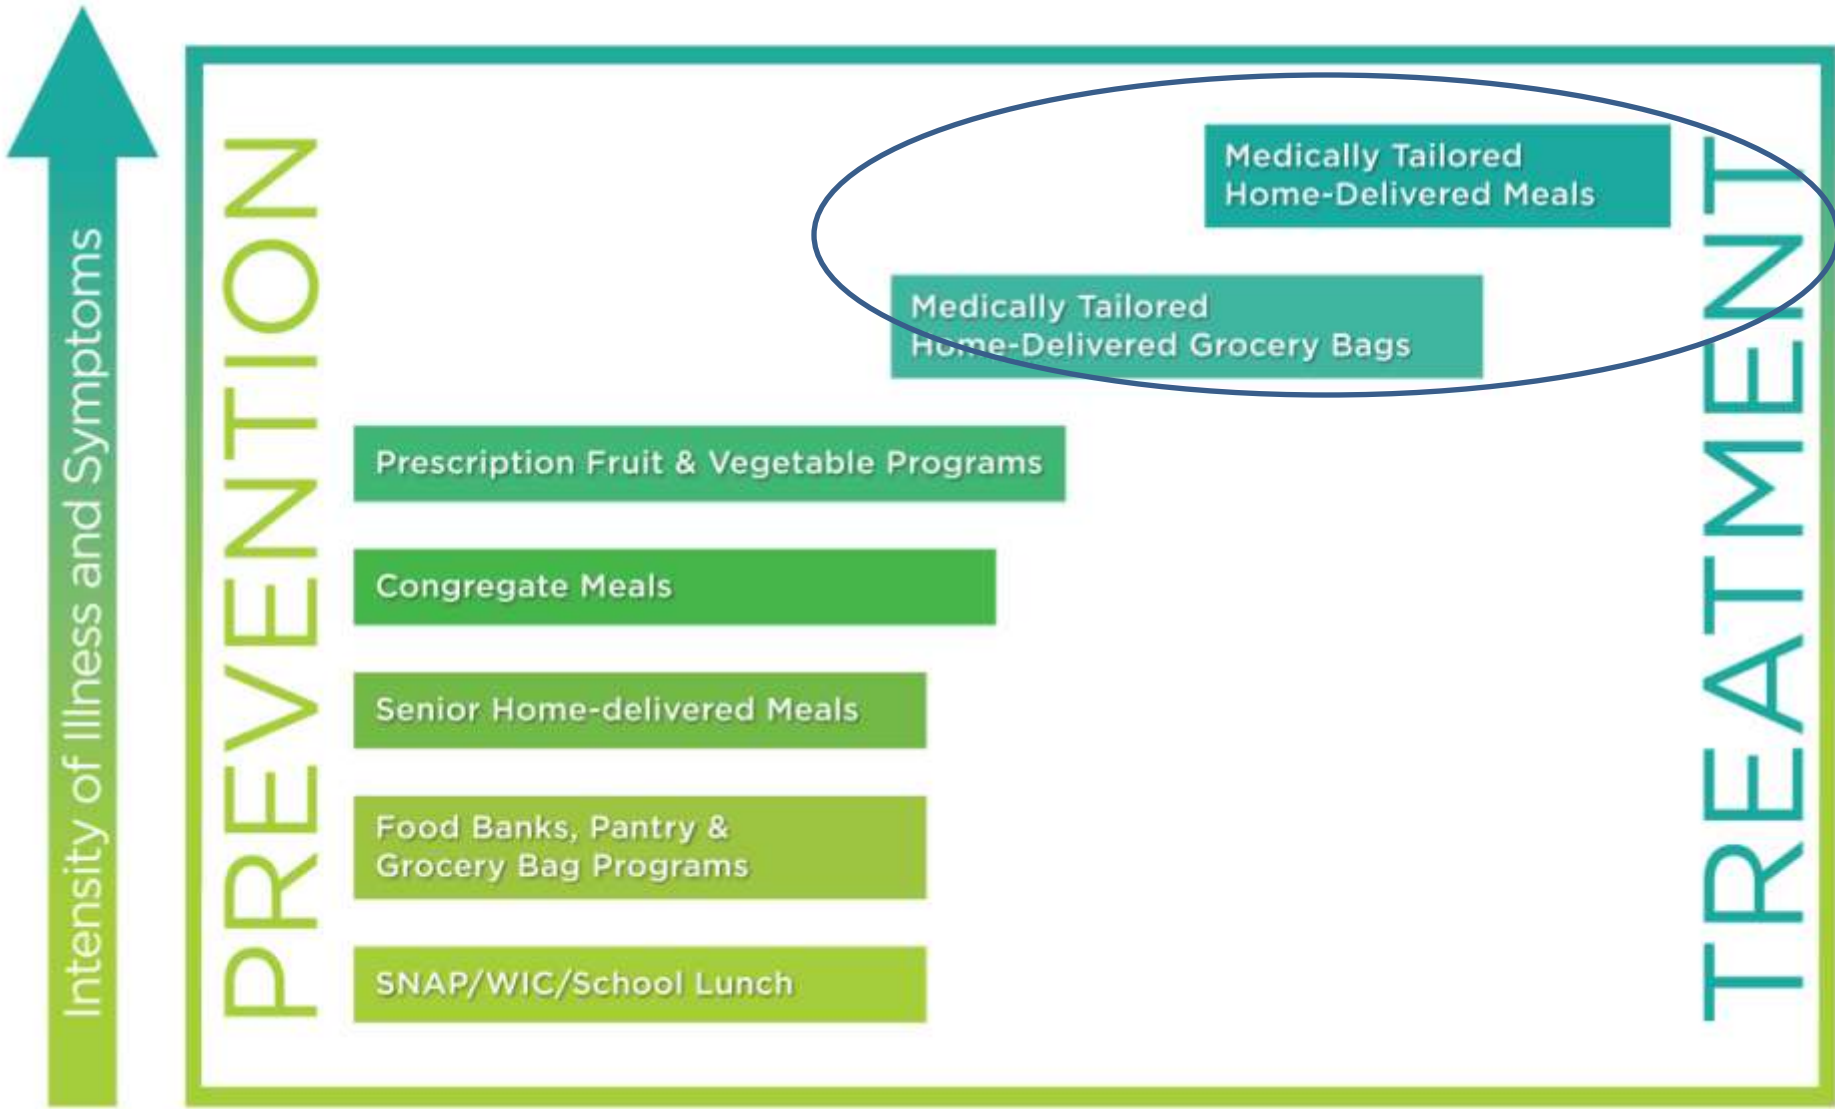 Intensity of Illness and Symptoms
PREVENTION
Medically Tailored
Home-Delivered Meals
Medically Tailored
Home-Delivered Grocery Bags
Prescription Fruit & Vegetable Programs
Congregate Meals
Senior Home-delivered Meals
Food Banks, Pantry &
Grocery Bag Programs
SNAP/WIC/School Lunch
TREATMENT